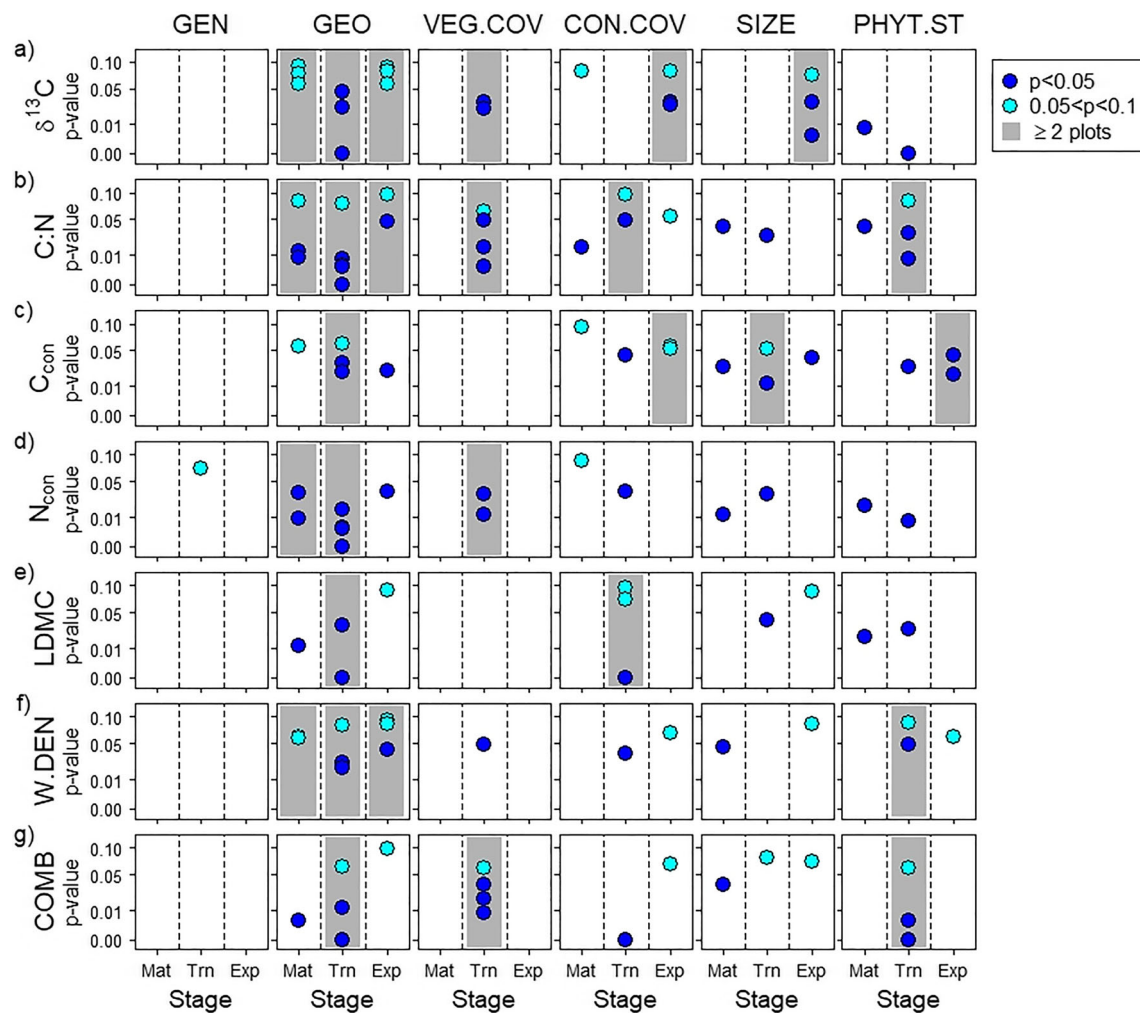 GEN GEO VEG.COV CON.COV SIZE PHYT.ST
a)
δ13C
p-value
0.10
0.05
0.01
0.00
p<0.05
0.05<p<0.1
≥ 2 plots
b)
C:N
p-value
0.10
0.05
0.01
0.00
c)
Ccon
p-value
0.10
0.05
0.01
0.00
d)
Ncon
p-value
0.10
0.05
0.01
0.00
e)
LDMC
p-value
0.10
0.05
0.01
0.00
f)
W.DEN
p-value
0.10
0.05
0.01
0.00
g)
COMB
p-value
0.10
0.05
0.01
0.00
Mat Trn Exp Mat Trn Exp Mat Trn Exp Mat Trn Exp Mat Trn Exp Mat Trn Exp
Stage Stage Stage Stage Stage Stage